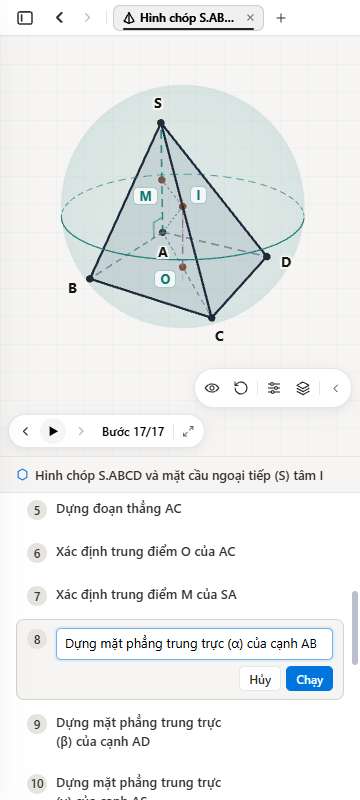 Hình chóp S.AB...
S
M
I
A
B
O
D
C
Bước 17/17
Hình chóp S.ABCD và mặt cầu ngoại tiếp (S) tâm I
5 Dựng đoạn thẳng AC
6 Xác định trung điểm O của AC
7 Xác định trung điểm M của SA
8 Dựng mặt phẳng trung trực (α) của cạnh AB
Hủy Chạy
9 Dựng mặt phẳng trung trực
(β) của cạnh AD
10 Dựng mặt phẳng trung trực